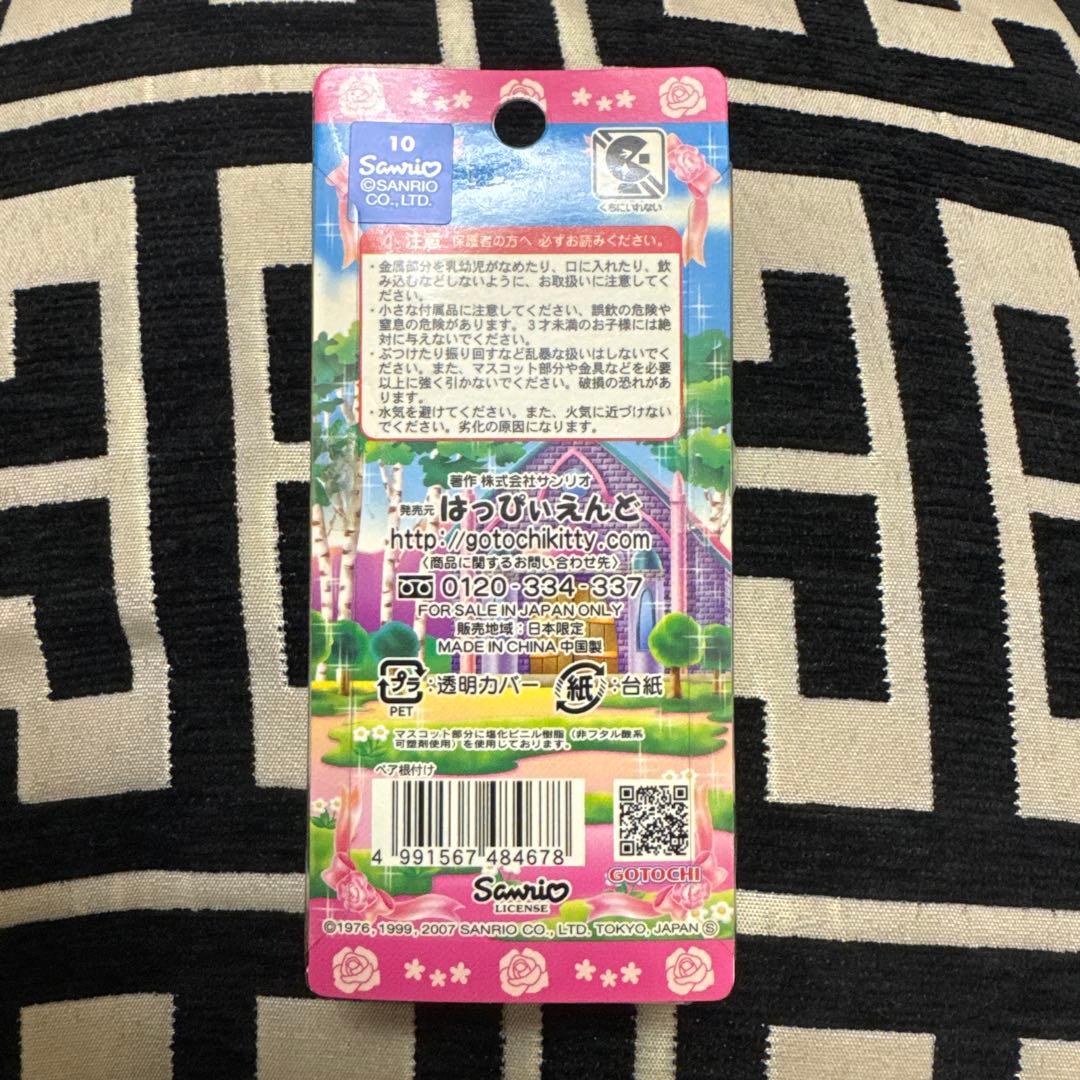 10
Sanrio
©SANRIO
CO., LTD.
くちにいれない
注意 保護者の方へ 必ずお読みください。
・金属部分を乳幼児がなめたり、口に入れたり、飲
み込むなどしないように、お取扱いに注意してく
ださい。
・小さな付属品に注意してください、誤飲の危険や
窒息の危険があります。3才未満のお子様には絶
対に与えないでください。
・ぶつけたり振り回すなど乱暴な扱いはしないでく
ださい。また、マスコット部分や金具などを必要
以上に強く引かないでください。破損の恐れがあ
ります。
・水気を避けてください。また、火気に近づけない
でください。劣化の原因になります。
著作 株式会社サンリオ
発売元 はっぴぃえんど
http://gotochikitty.com
〈商品に関するお問い合わせ先〉
0120-334-337
FOR SALE IN JAPAN ONLY
販売地域：日本限定
MADE IN CHINA 中国製
プラ：透明カバー 紙：台紙
PET
マスコット部分に塩化ビニル樹脂（非フタル酸系
可塑剤使用）を使用しております。
ペア根付け
4 991567 484678
GOTOCHI
Sanrio
LICENSE
©1976, 1999, 2007 SANRIO CO., LTD. TOKYO, JAPAN Ⓢ